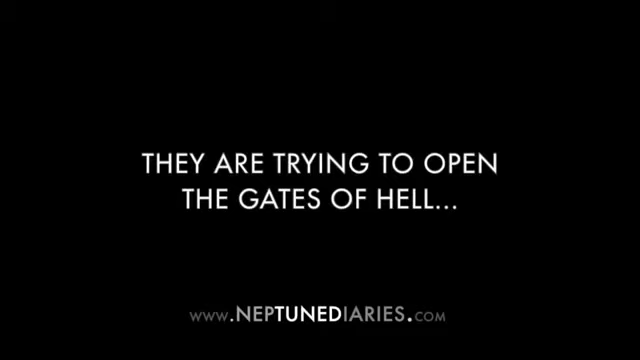 THEY ARE TRYING TO OPEN
THE GATES OF HELL...
WWW.NEPTUNEDIARIES.COM